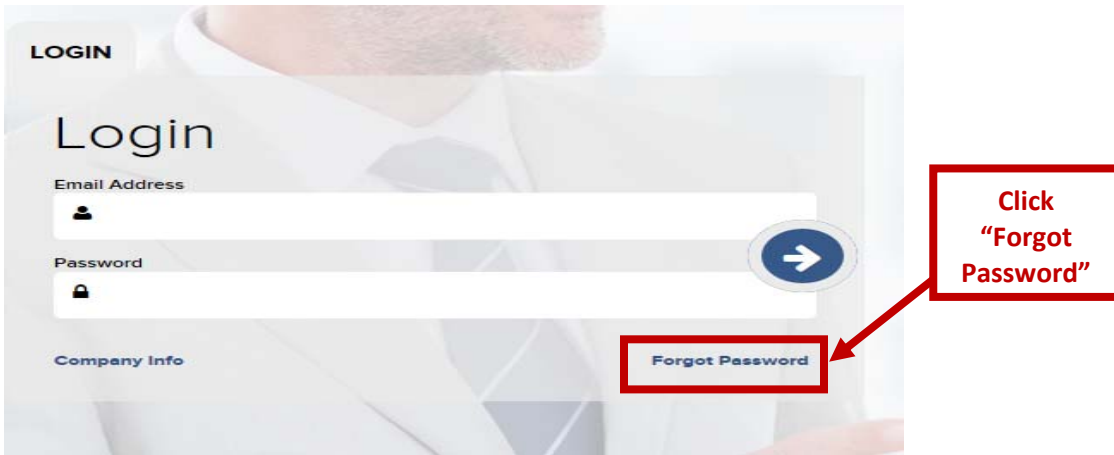 LOGIN
Login
Email Address
Password
Company Info
Forgot Password
Click
“Forgot
Password”